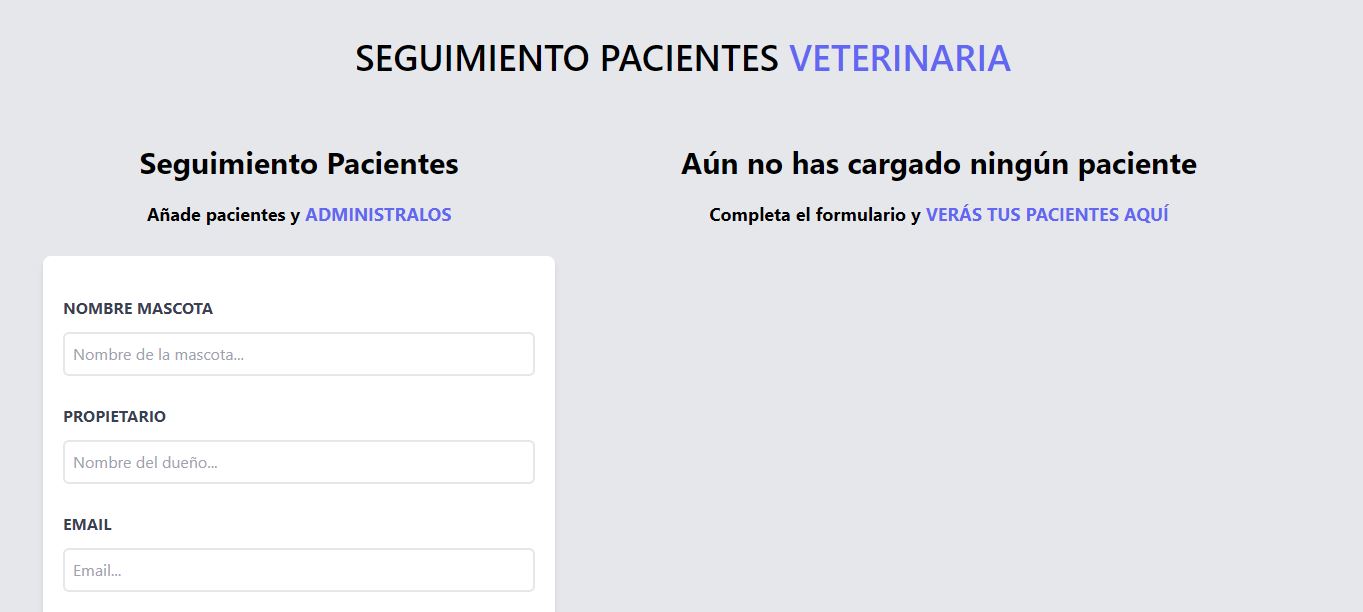 SEGUIMIENTO PACIENTES VETERINARIA
Seguimiento Pacientes
Añade pacientes y ADMINISTRALOS
NOMBRE MASCOTA
Nombre de la mascota...
PROPIETARIO
Nombre del dueño...
EMAIL
Email...
Aún no has cargado ningún paciente
Completa el formulario y VERÁS TUS PACIENTES AQUÍ